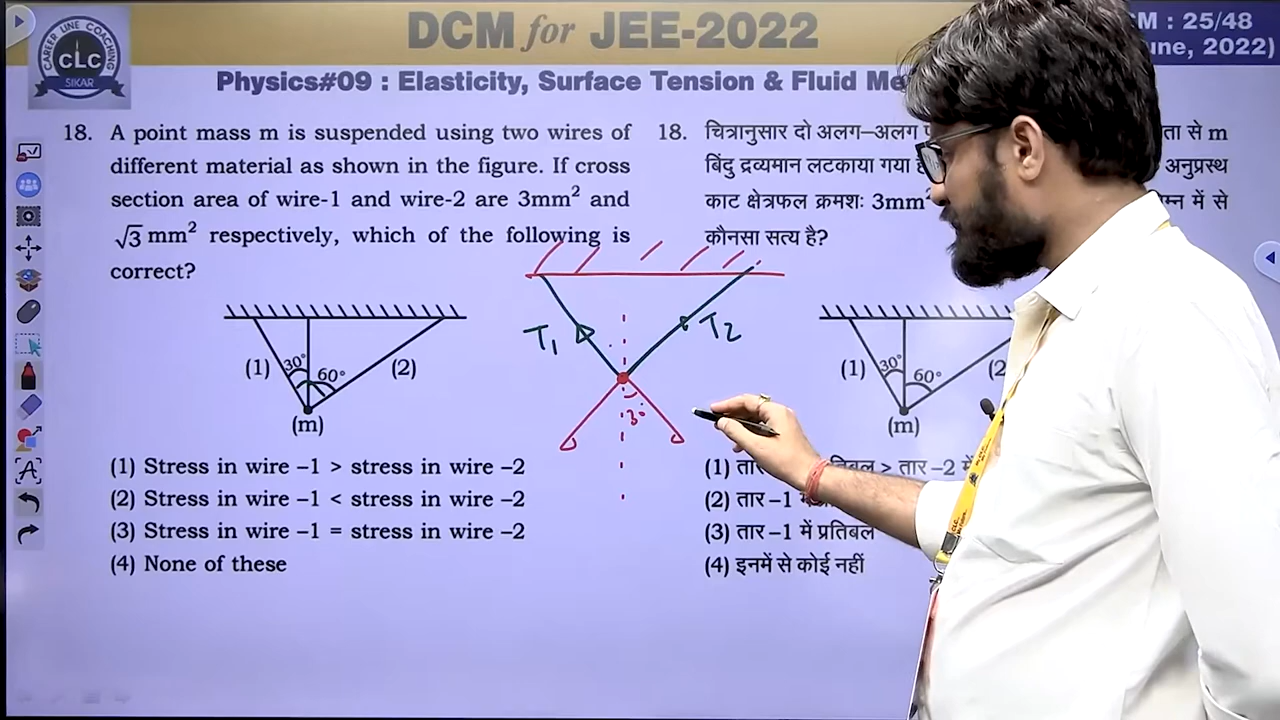 DCM for JEE-2022
CM : 25/48
une, 2022)
CAREER LINE COACHING
CLC
SIKAR
Physics#09 : Elasticity, Surface Tension & Fluid Me
18. A point mass m is suspended using two wires of
different material as shown in the figure. If cross
section area of wire-1 and wire-2 are 3mm² and
√3 mm² respectively, which of the following is
correct?
(1) 30° 60° (2)
(m)
(1) Stress in wire –1 > stress in wire –2
(2) Stress in wire –1 < stress in wire –2
(3) Stress in wire –1 = stress in wire –2
(4) None of these
T₁ T₂
3°
18. चित्रानुसार दो अलग–अलग ता से m
बिंदु द्रव्यमान लटकाया गया अनुप्रस्थ
काट क्षेत्रफल क्रमशः 3mm² म्न में से
कौनसा सत्य है?
(1) 30° 60° (2
(m)
(1) तार तिबल > तार –2 में
(2) तार –1
(3) तार –1 में प्रतिबल
(4) इनमें से कोई नहीं